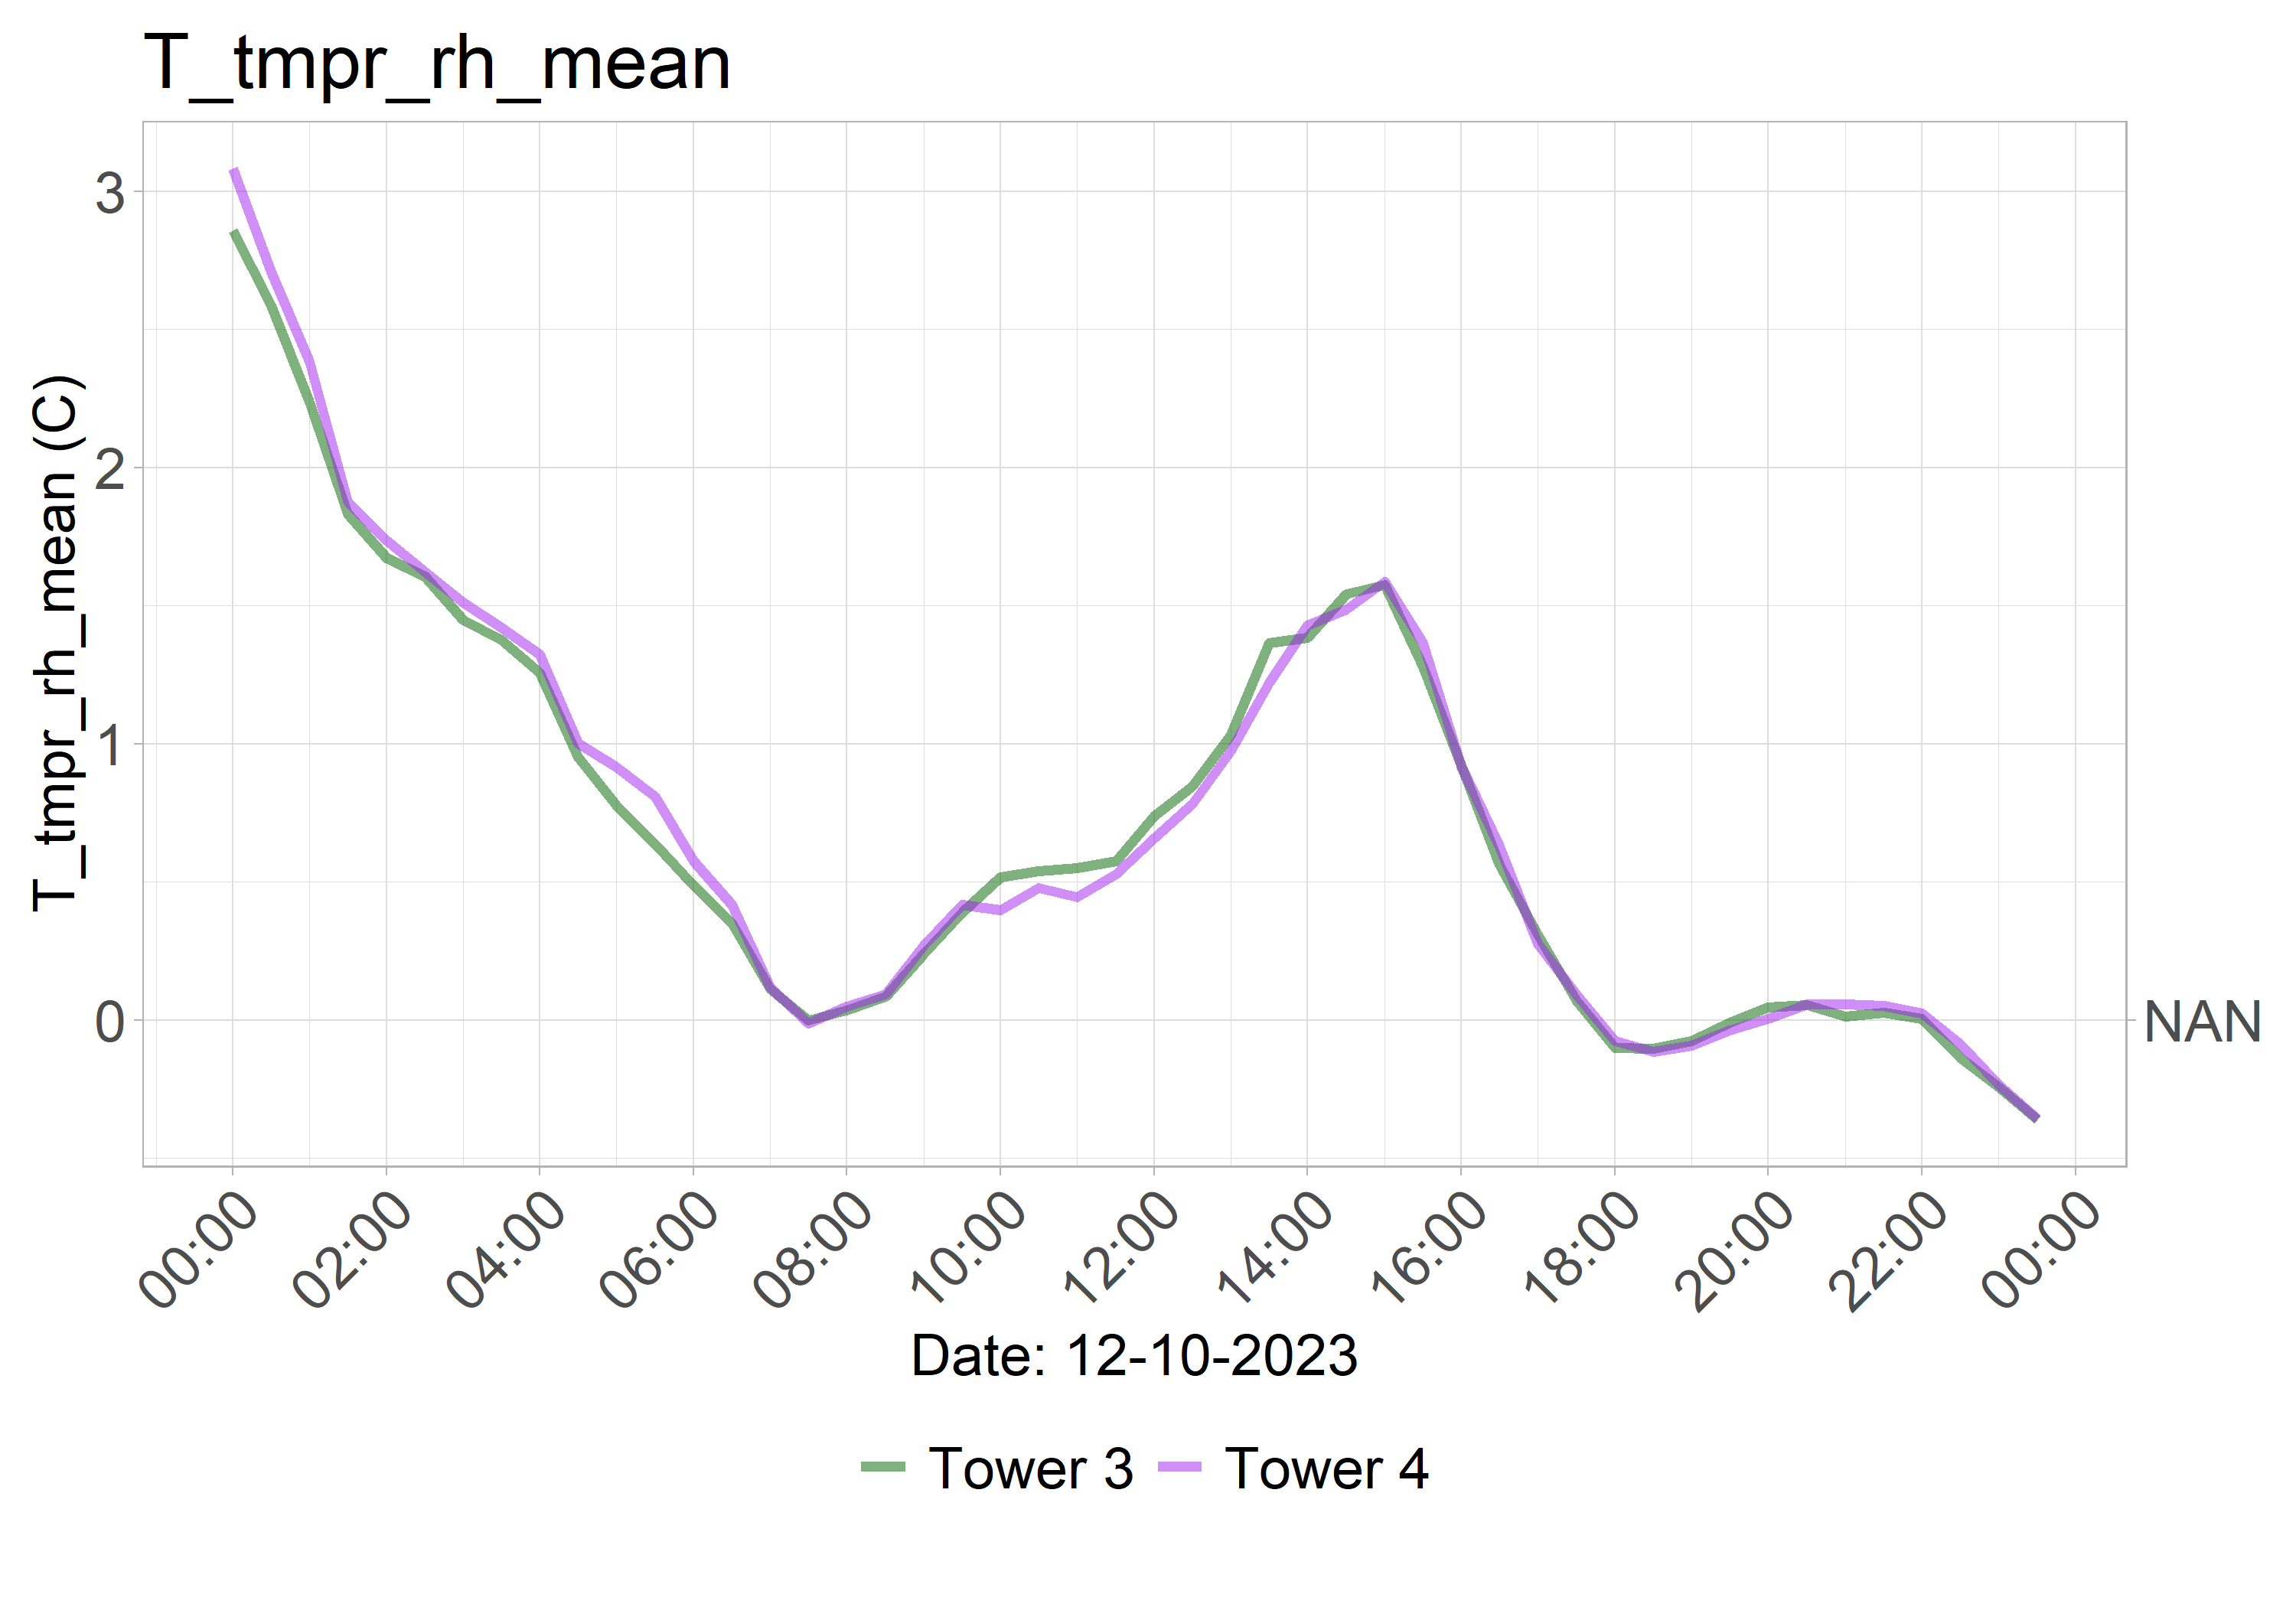 T_tmpr_rh_mean
T_tmpr_rh_mean (C)
3
2
1
0
NAN
00:00 02:00 04:00 06:00 08:00 10:00 12:00 14:00 16:00 18:00 20:00 22:00 00:00
Date: 12-10-2023
Tower 3 Tower 4